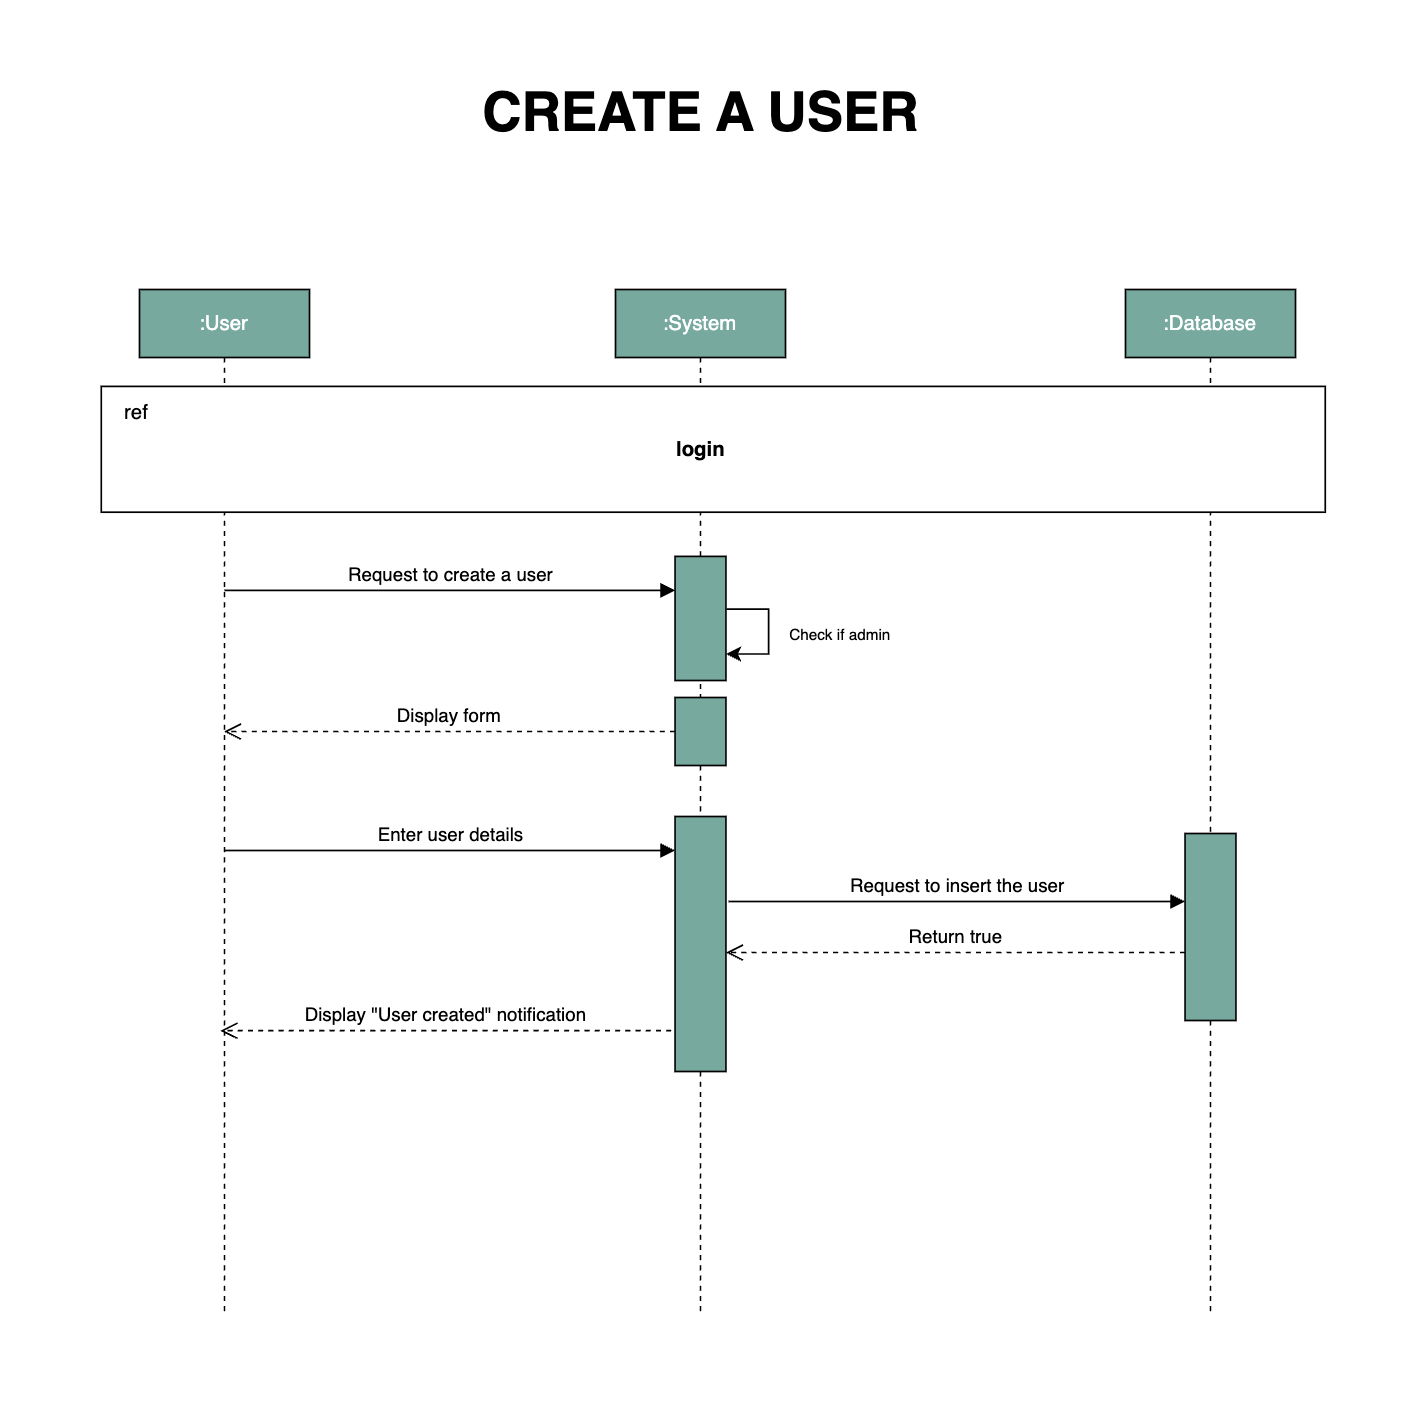 CREATE A USER
:User
:System
:Database
ref
login
Request to create a user
Check if admin
Display form
Enter user details
Request to insert the user
Return true
Display "User created" notification